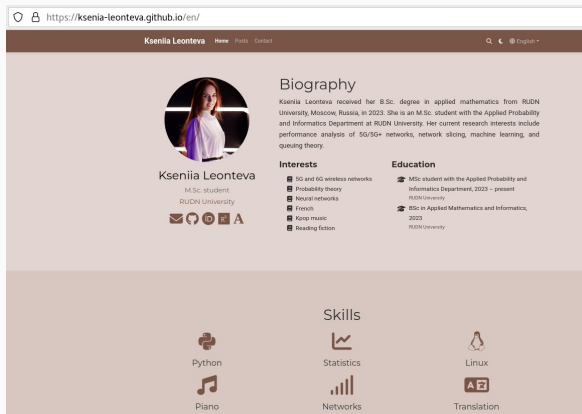 https://ksenia-leonteva.github.io/en/
Kseniia Leonteva Home Posts Contact English
Biography
Kseniia Leonteva received her B.Sc. degree in applied mathematics from RUDN
University, Moscow, Russia, in 2023. She is an M.Sc. student with the Applied Probability
and Informatics Department at RUDN University. Her current research interests include
performance analysis of 5G/5G+ networks, network slicing, machine learning, and
queuing theory.
Kseniia Leonteva
M.Sc. student
RUDN University
Interests
5G and 6G wireless networks
Probability theory
Neural networks
French
Kpop music
Reading fiction
Education
MSc student with the Applied Probability and
Informatics Department, 2023 – present
RUDN University
BSc in Applied Mathematics and Informatics,
2023
RUDN University
Skills
Python Statistics Linux
Piano Networks Translation